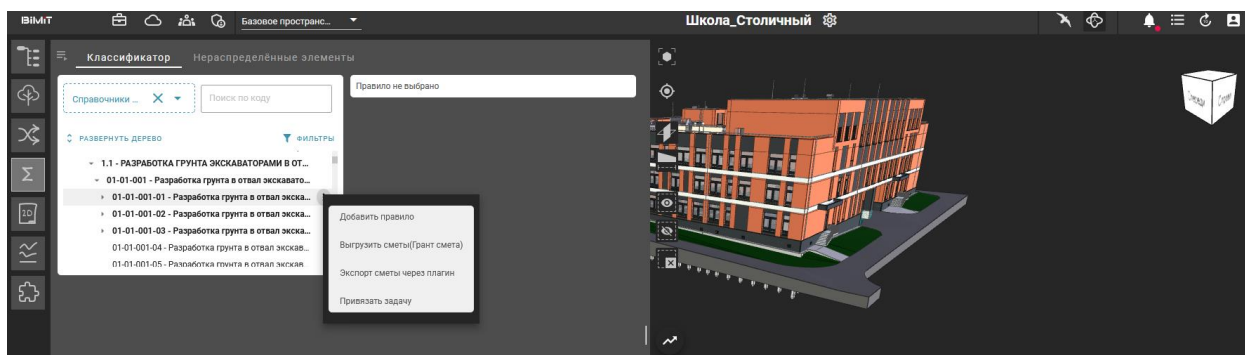 BiMiT
Базовое пространс...
Школа_Столичный
Классификатор
Нераспределённые элементы
Справочники ...
Поиск по коду
Правило не выбрано
РАЗВЕРНУТЬ ДЕРЕВО
ФИЛЬТРЫ
1.1 - РАЗРАБОТКА ГРУНТА ЭКСКАВАТОРАМИ В ОТ...
01-01-001 - Разработка грунта в отвал экскавато...
01-01-001-01 - Разработка грунта в отвал экска...
01-01-001-02 - Разработка грунта в отвал экска...
01-01-001-03 - Разработка грунта в отвал экска...
01-01-001-04 - Разработка грунта в отвал экскав...
01-01-001-05 - Разработка грунта в отвал экскав
Добавить правило
Выгрузить сметы(Грант смета)
Экспорт сметы через плагин
Привязать задачу
2D